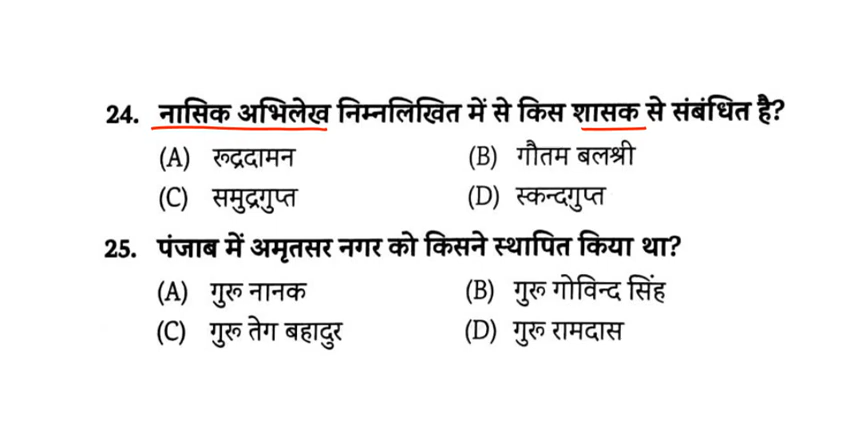 24. नासिक अभिलेख निम्नलिखित में से किस शासक से संबंधित है?
(A) रूद्रदामन (B) गौतम बलश्री
(C) समुद्रगुप्त (D) स्कन्दगुप्त
25. पंजाब में अमृतसर नगर को किसने स्थापित किया था?
(A) गुरू नानक (B) गुरू गोविन्द सिंह
(C) गुरू तेग बहादुर (D) गुरू रामदास